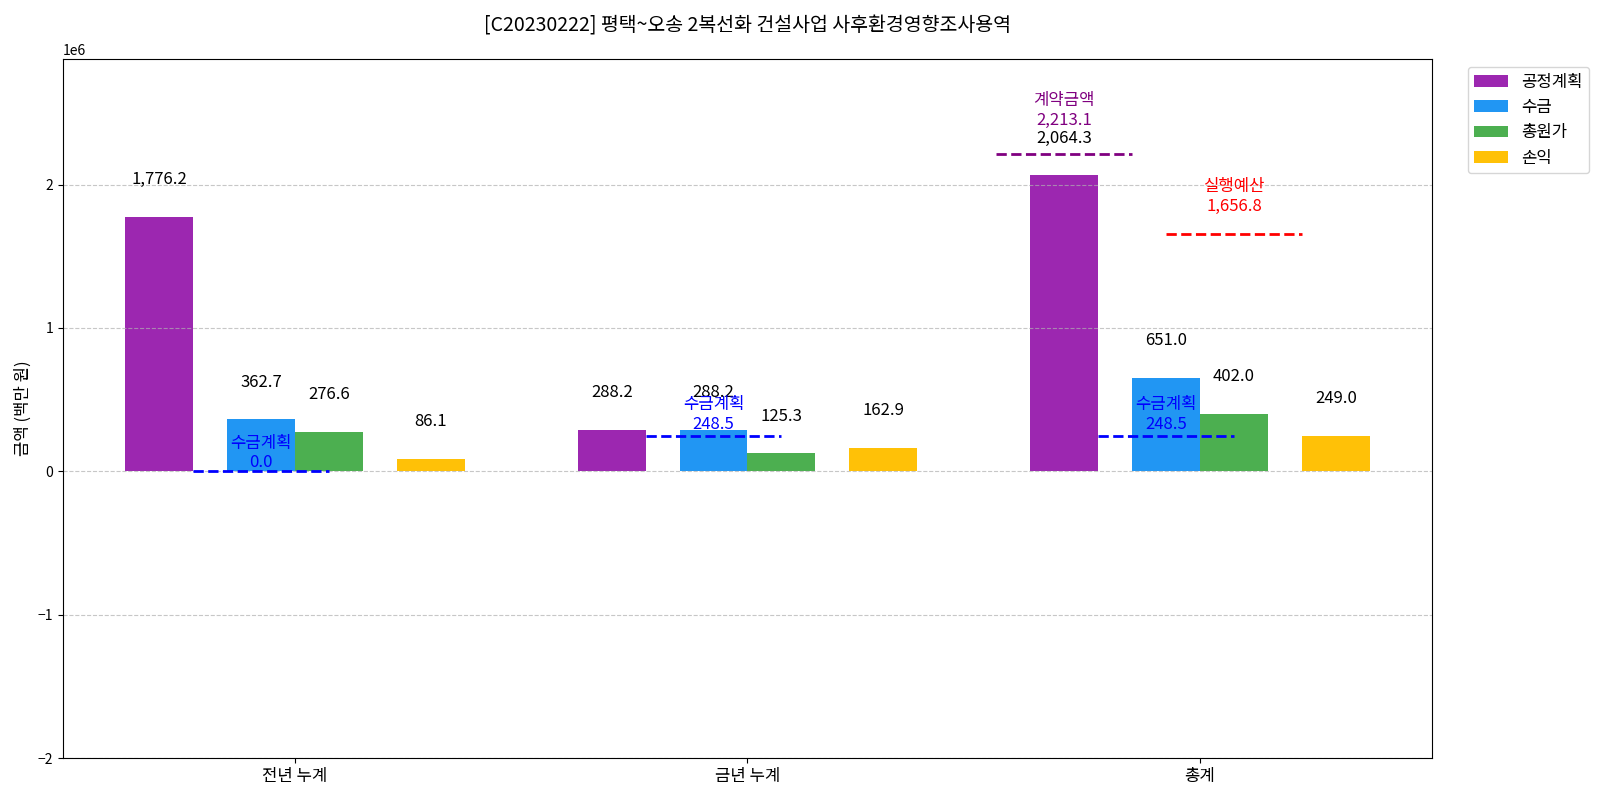 [C20230222] 평택~오송 2복선화 건설사업 사후환경영향조사용역
1e6
금액 (백만 원)
2
1
0
−1
−2
1,776.2
362.7
276.6
86.1
수금계획
0.0
288.2
288.2
수금계획
248.5
125.3
162.9
계약금액
2,213.1
2,064.3
실행예산
1,656.8
651.0
402.0
249.0
수금계획
248.5
전년 누계
금년 누계
총계
공정계획
수금
총원가
손익